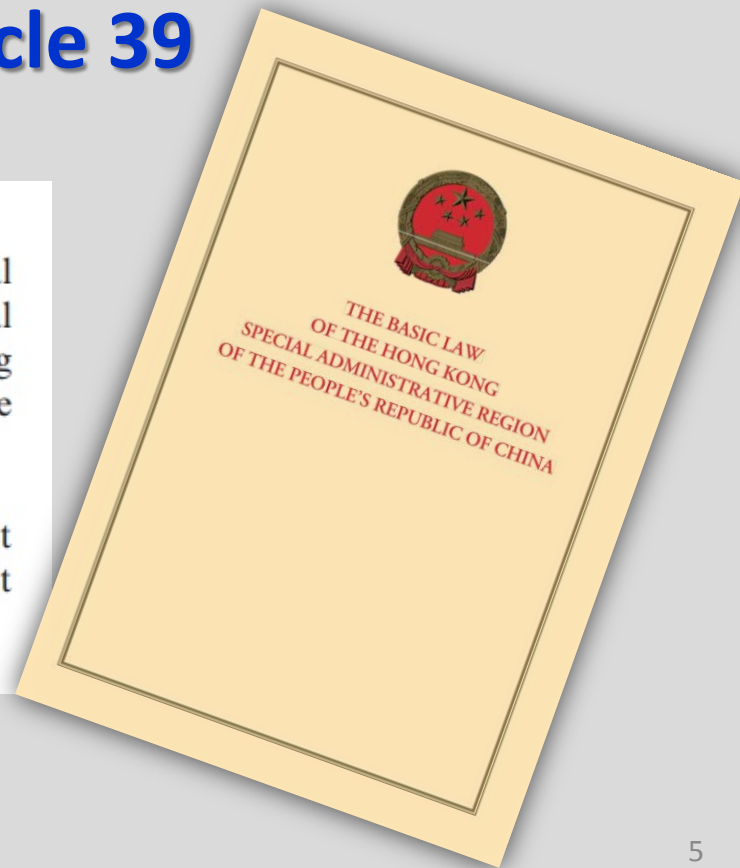 cle 39
THE BASIC LAW
OF THE HONG KONG
SPECIAL ADMINISTRATIVE REGION
OF THE PEOPLE'S REPUBLIC OF CHINA
5